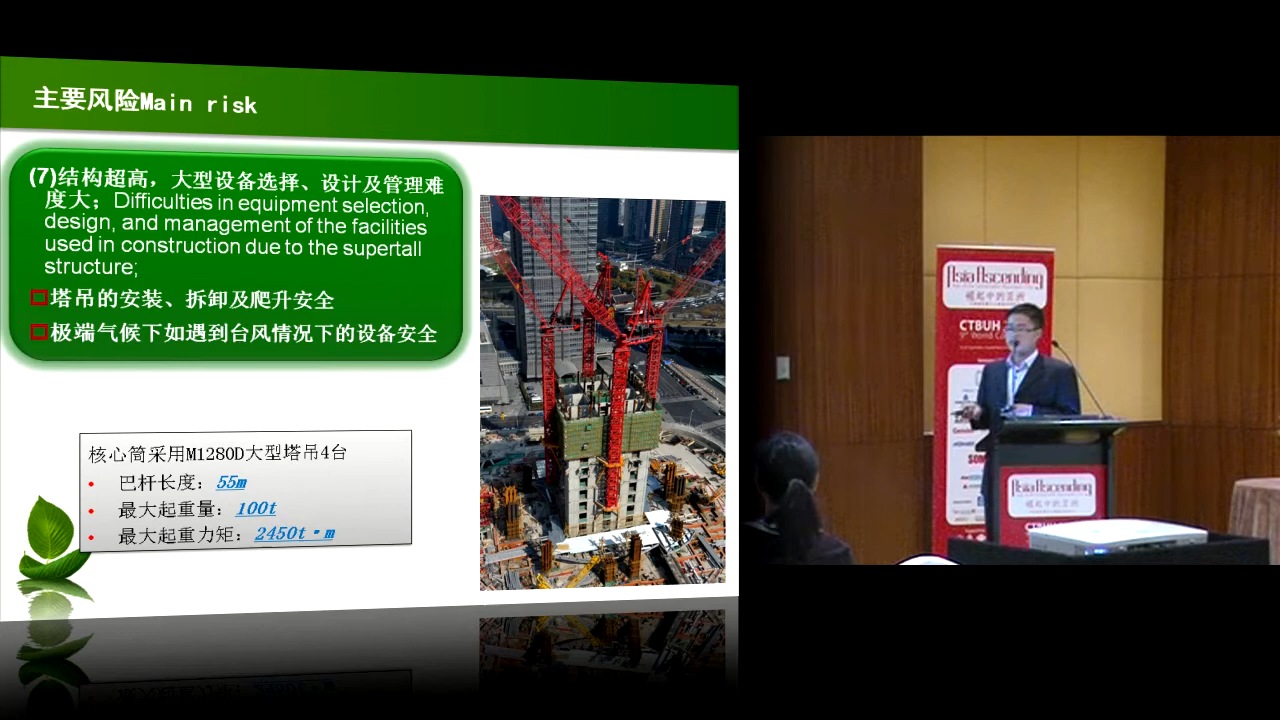 主要风险Main risk
(7)结构超高，大型设备选择、设计及管理难
度大；Difficulties in equipment selection,
design, and management of the facilities
used in construction due to the supertall
structure;
塔吊的安装、拆卸及爬升安全
极端气候下如遇到台风情况下的设备安全
核心筒采用M1280D大型塔吊4台
• 巴杆长度：55m
• 最大起重量：100t
• 最大起重力矩：2450t·m
Asia Ascending
崛起中的亚洲
CTBUH
9th World
Asia Ascending
崛起中的亚洲
CTBUH